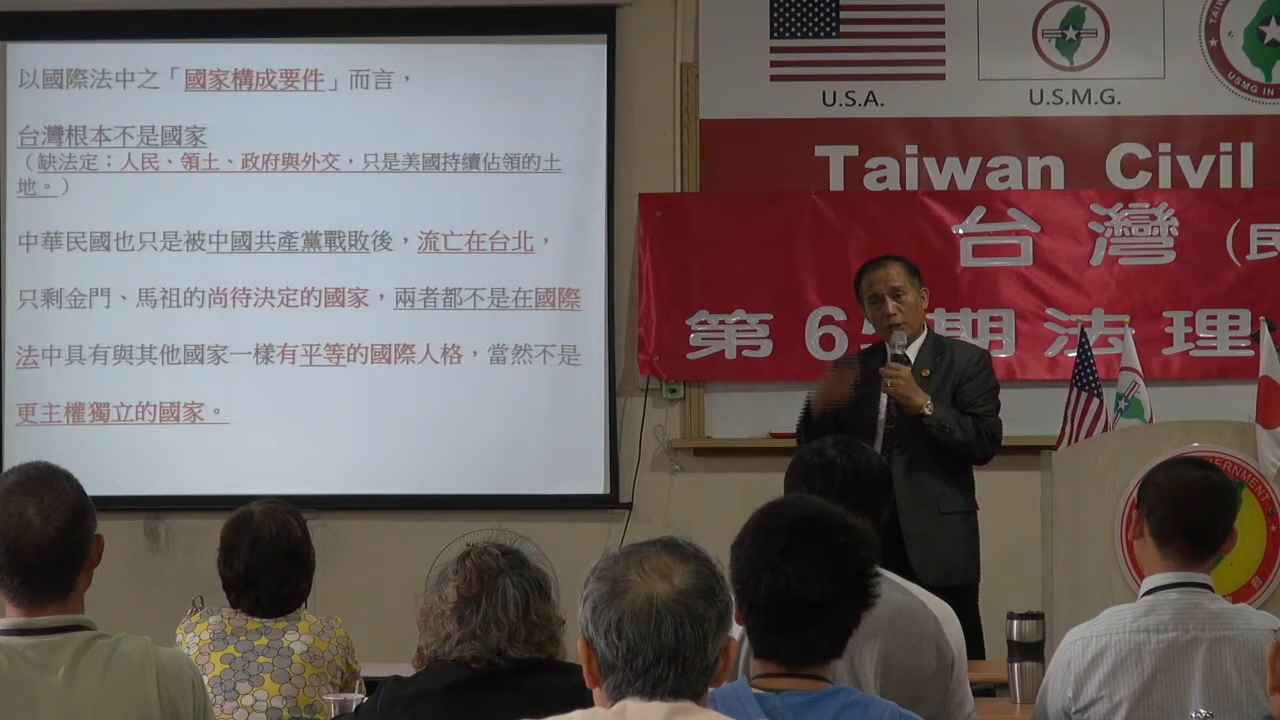 以國際法中之「國家構成要件」而言，
台灣根本不是國家
（缺法定；人民、領土、政府與外交，只是美國持續佔領的土
地。）
中華民國也只是被中國共產黨戰敗後，流亡在台北，
只剩金門、馬祖的尚待決定的國家，兩者都不是在國際
法中具有與其他國家一樣有平等的國際人格，當然不是
更主權獨立的國家。
U.S.A.
U.S.M.G.
USMG IN
Taiwan Civil
台灣（民
第6 期法理
ERNMENT
府